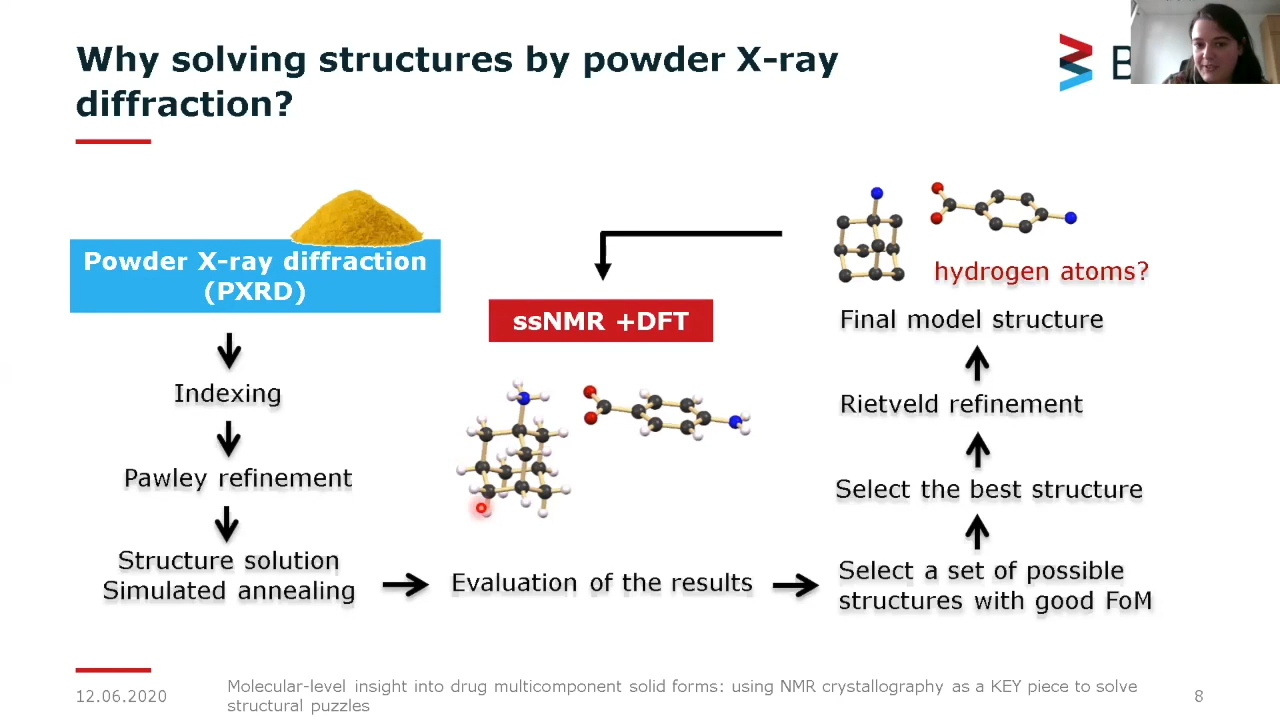 Why solving structures by powder X-ray
diffraction?
B
Powder X-ray diffraction
(PXRD)
Indexing
Pawley refinement
Structure solution
Simulated annealing
Evaluation of the results
Select a set of possible
structures with good FoM
Select the best structure
Rietveld refinement
Final model structure
hydrogen atoms?
ssNMR +DFT
12.06.2020
Molecular-level insight into drug multicomponent solid forms: using NMR crystallography as a KEY piece to solve
structural puzzles
8